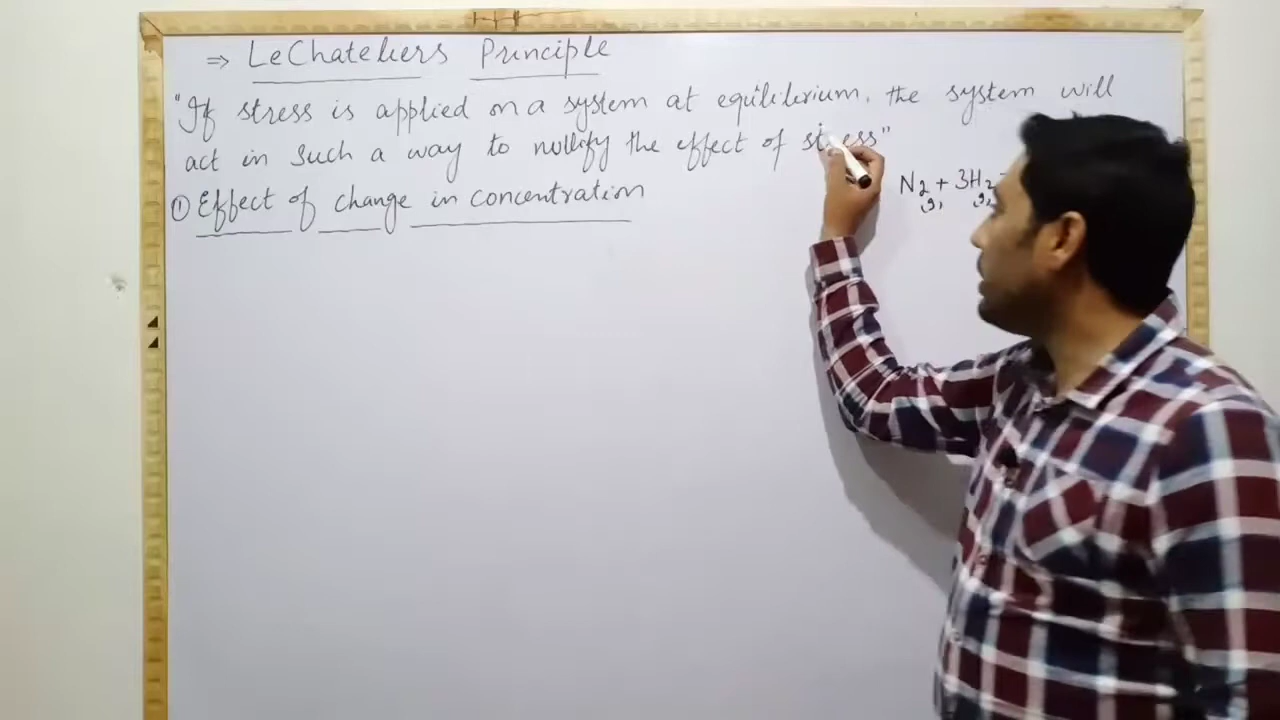 ⇒ LeChateliers Principle
"If stress is applied on a system at equilibrium, the system will
act in such a way to nullify the effect of stress"
N₂ + 3H₂
(g) (g)
① Effect of change in concentration